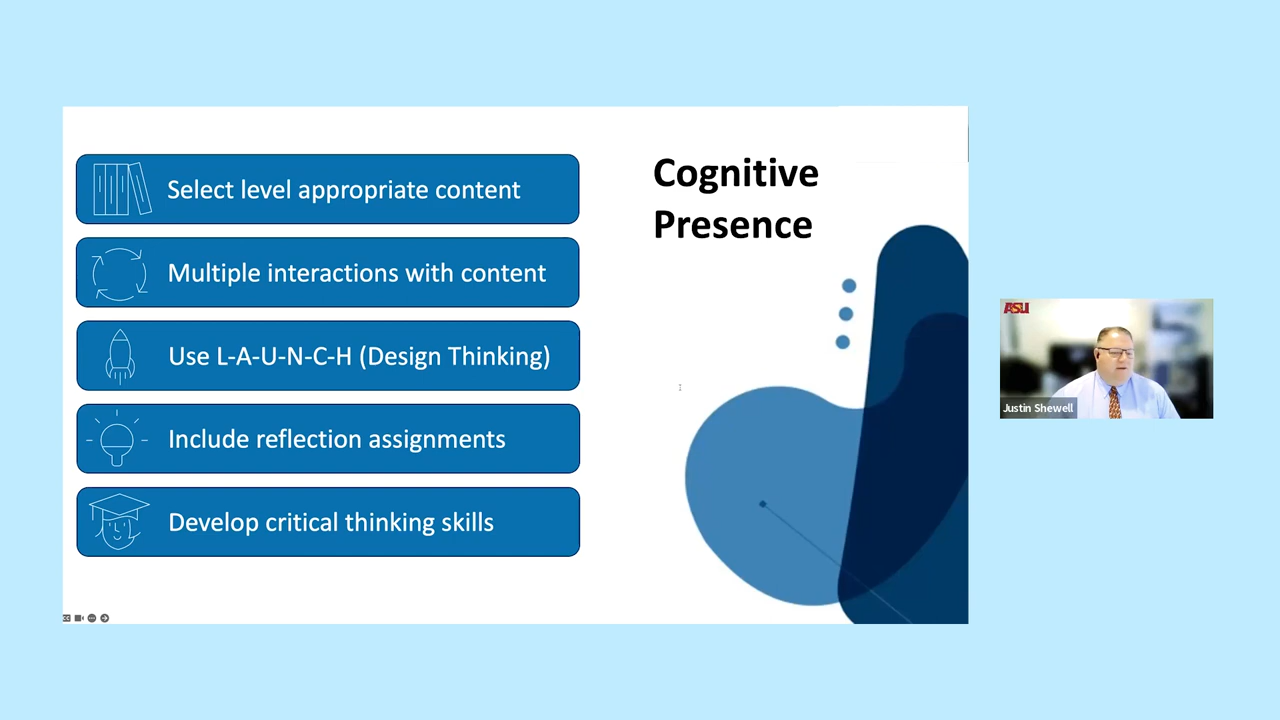 Select level appropriate content
Multiple interactions with content
Use L-A-U-N-C-H (Design Thinking)
Include reflection assignments
Develop critical thinking skills
Cognitive
Presence
ASU
Justin Shewell